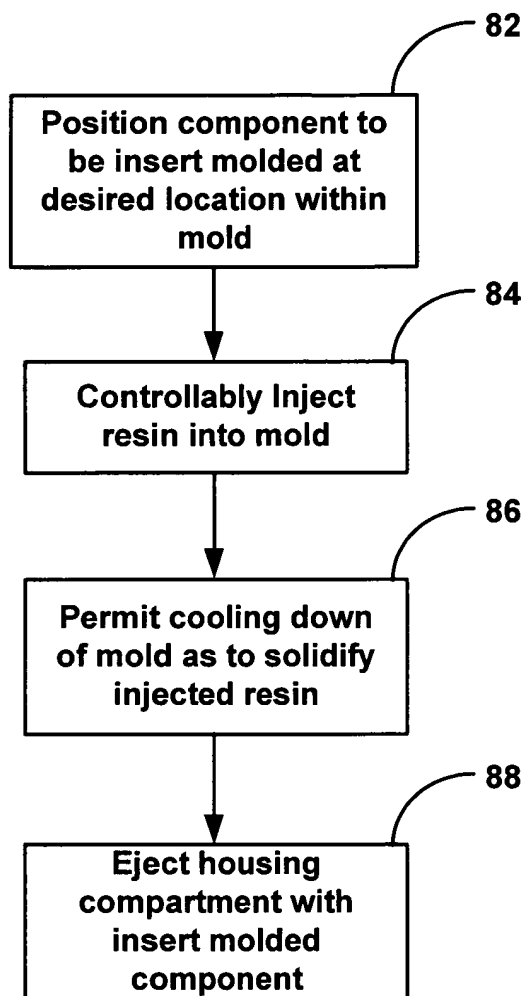 82
Position component to
be insert molded at
desired location within
mold
84
Controllably Inject
resin into mold
86
Permit cooling down
of mold as to solidify
injected resin
88
Eject housing
compartment with
insert molded
component